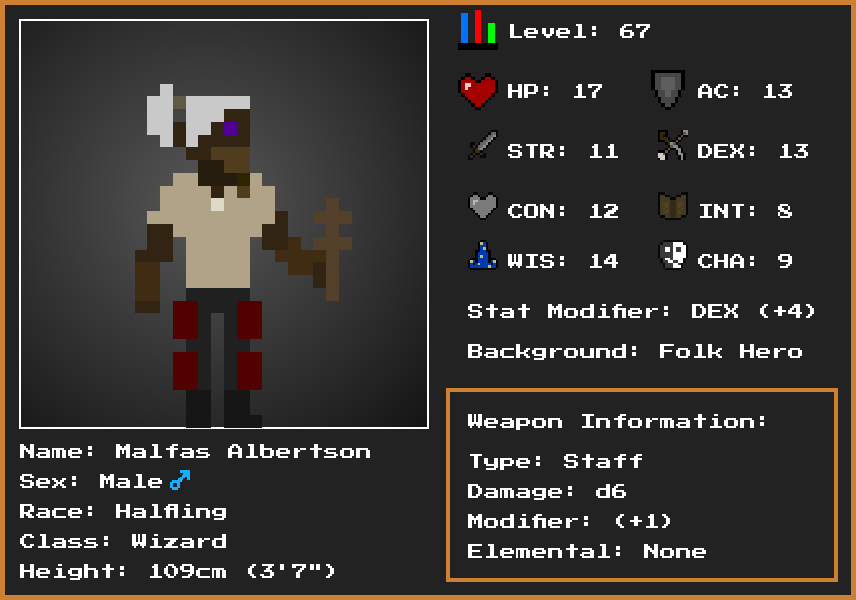 Level: 67
HP: 17 AC: 13
STR: 11 DEX: 13
CON: 12 INT: 8
WIS: 14 CHA: 9
Stat Modifier: DEX (+4)
Background: Folk Hero
Weapon Information:
Type: Staff
Damage: d6
Modifier: (+1)
Elemental: None
Name: Malfas Albertson
Sex: Male ♂
Race: Halfling
Class: Wizard
Height: 109cm (3'7")